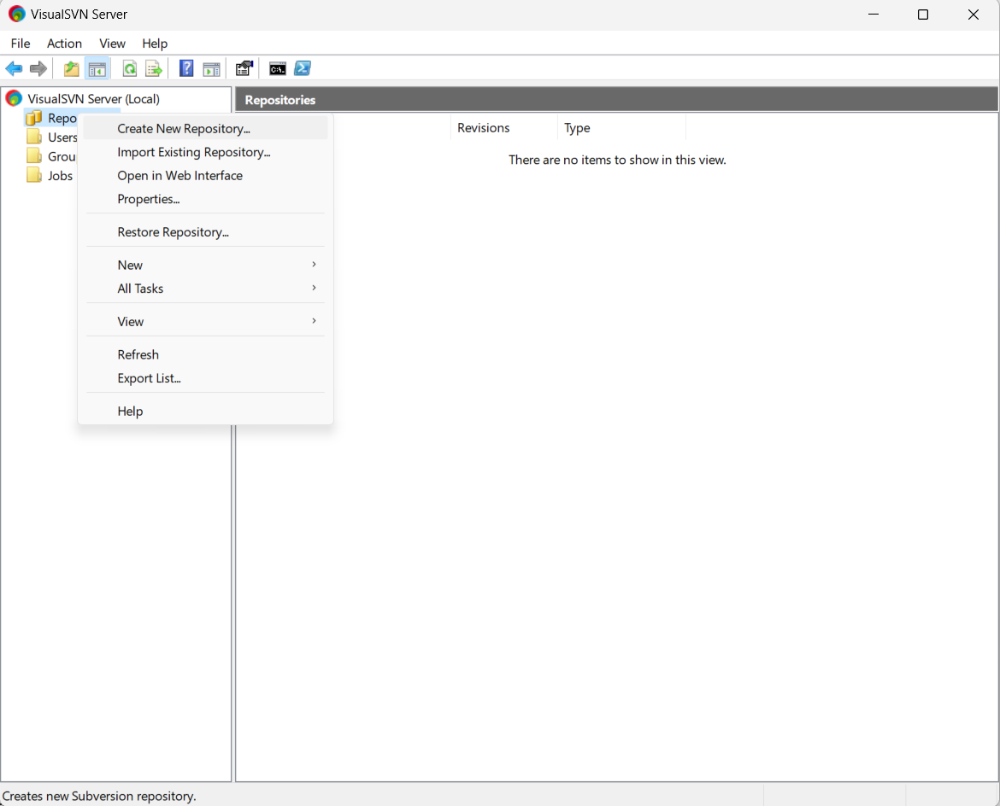 VisualSVN Server
File Action View Help
C:\.
VisualSVN Server (Local)
Repo
Users
Grou
Jobs
Create New Repository...
Import Existing Repository...
Open in Web Interface
Properties...
Restore Repository...
New
All Tasks
View
Refresh
Export List...
Help
Repositories
Revisions Type
There are no items to show in this view.
Creates new Subversion repository.